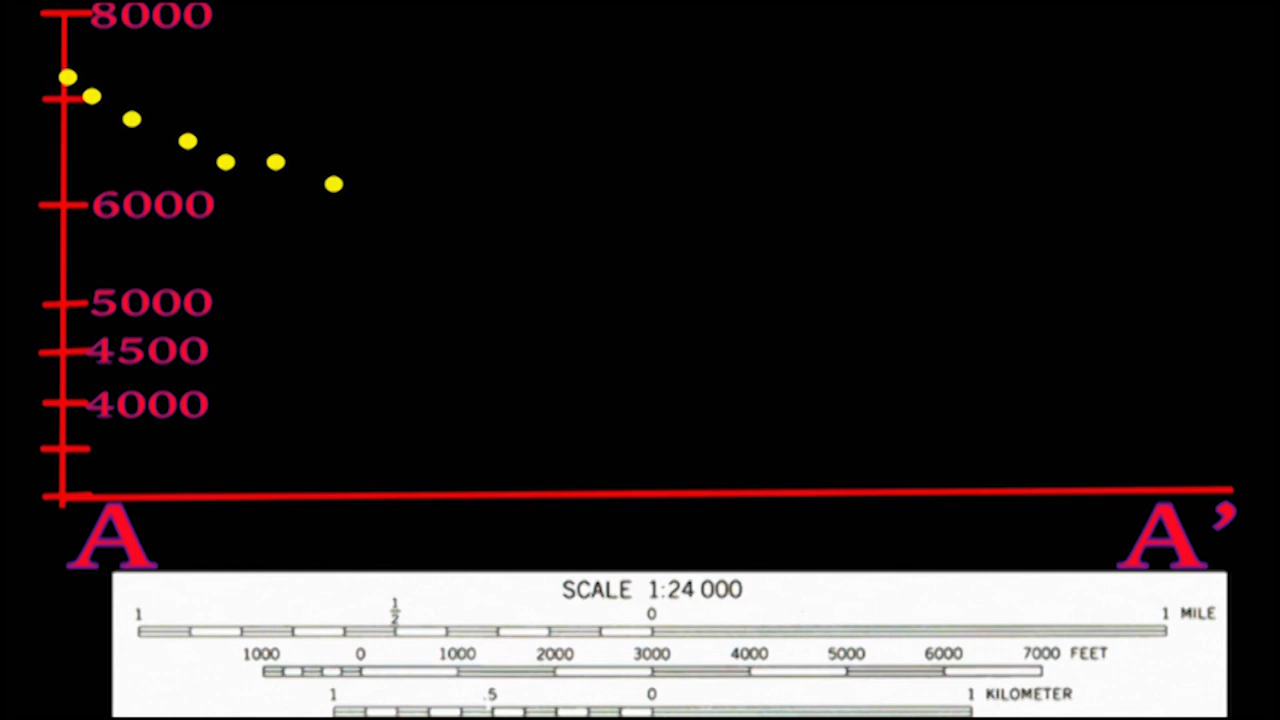 8000
6000
5000
4500
4000
A A’
SCALE 1:24 000
1 1/2 0 1 MILE
1000 0 1000 2000 3000 4000 5000 6000 7000 FEET
1 .5 0 1 KILOMETER